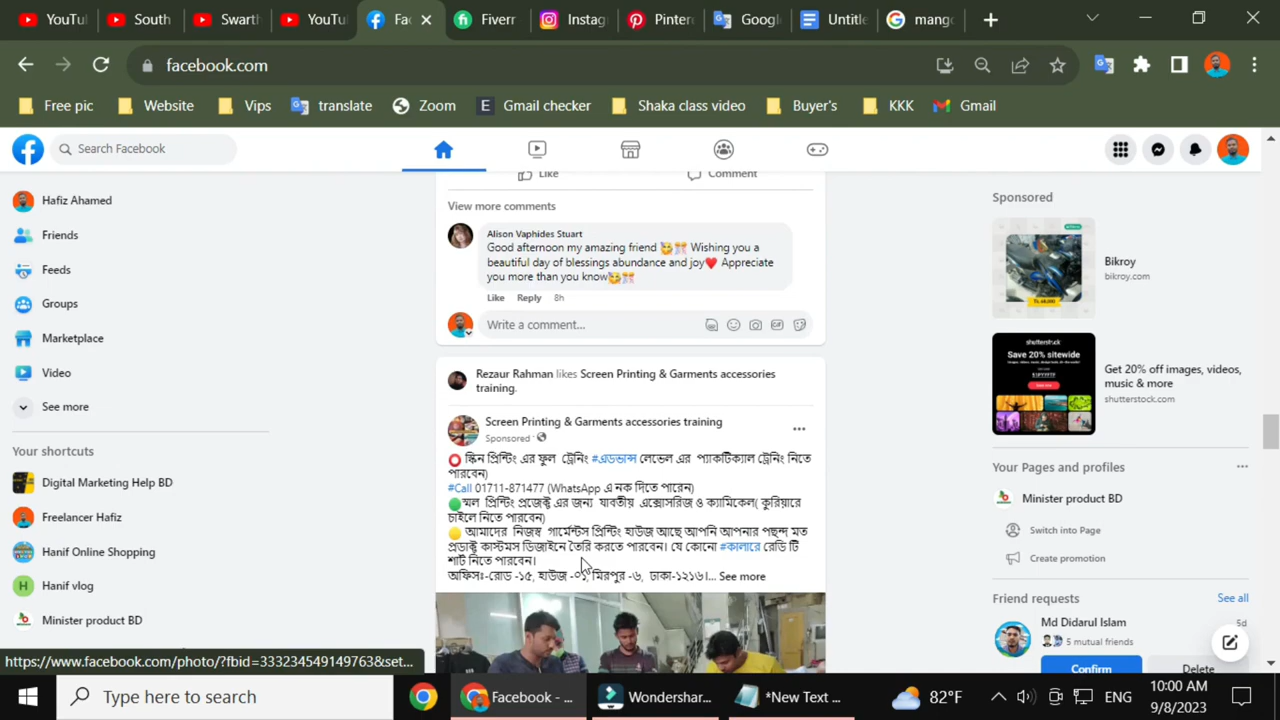 YouTu
South
Swarth
YouTu
Fac
Fiverr
Instag
Pinter
Google
Untitle
mango
facebook.com
Free pic
Website
Vips
translate
Zoom
Gmail checker
Shaka class video
Buyer's
KKK
Gmail
Search Facebook
Hafiz Ahamed
Friends
Feeds
Groups
Marketplace
Video
See more
Your shortcuts
Digital Marketing Help BD
Freelancer Hafiz
Hanif Online Shopping
Hanif vlog
Minister product BD
https://www.facebook.com/photo/?fbid=333234549149763&set...
Like
Comment
View more comments
Alison Vaphides Stuart
Good afternoon my amazing friend 🥰🎊 Wishing you a
beautiful day of blessings abundance and joy❤️ Appreciate
you more than you know🥰🎊
Like Reply 8h
Write a comment...
Rezaur Rahman likes Screen Printing & Garments accessories
training.
Screen Printing & Garments accessories training
Sponsored ·
⭕ স্কিন প্রিন্টিং এর ফুল ট্রেনিং #এডভান্স লেভেল এর প্যাকটিক্যাল ট্রেনিং নিতে
পারবেন)
#Call 01711-871477 (WhatsApp এ নক দিতে পারেন)
🟢স্মল প্রিন্টিং প্রজেক্ট এর জন্য যাবতীয় এক্সোসরিজ ও ক্যামিকেল( কুরিয়ারে
চাইলে নিতে পারবেন)
🟡 আমাদের নিজস্ব গার্মেন্টস প্রিন্টিং হাউজ আছে আপনি আপনার পছন্দ মত
প্রডাক্ট কাস্টমস ডিজাইনে তৈরি করতে পারবেন। যে কোনো #কালারে রেডি টি
শার্ট নিতে পারবেন।
অফিসঃ-রোড -১৫, হাউজ -০১, মিরপুর -৬, ঢাকা-১২১৬।... See more
Sponsored
Bikroy
bikroy.com
shutterstock
Save 20% sitewide
Get 20% off images, videos,
music & more
shutterstock.com
Your Pages and profiles
Minister product BD
Switch into Page
Create promotion
Friend requests
See all
Md Didarul Islam
5d
5 mutual friends
Confirm
Delete
Type here to search
Facebook - ...
Wondershar...
*New Text ...
82°F
ENG
10:00 AM
9/8/2023